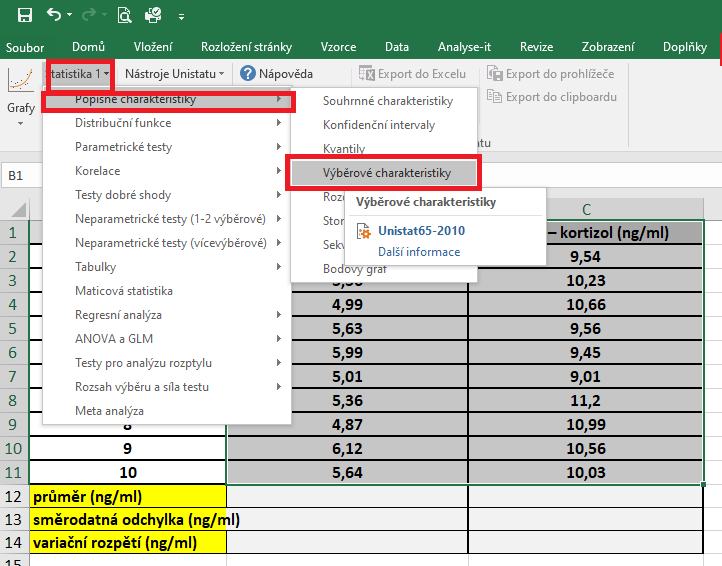 Soubor Domů Vložení Rozložení stránky Vzorce Data Analyse-it Revize Zobrazení Doplňky
Statistika 1 Nástroje Unistatu Nápověda Export do Excelu Export do prohlížeče
Export do clipboardu
Grafy
Popisné charakteristiky
Distribuční funkce
Parametrické testy
Korelace
Testy dobré shody
Neparametrické testy (1-2 výběrové)
Neparametrické testy (vícevýběrové)
Tabulky
Maticová statistika
Regresní analýza
ANOVA a GLM
Testy pro analýzu rozptylu
Rozsah výběru a síla testu
Meta analýza
Souhrnné charakteristiky
Konfidenční intervaly
Kvantily
Výběrové charakteristiky
Bodový graf
Výběrové charakteristiky
Unistat65-2010
Další informace
B1
C
1 – kortizol (ng/ml)
2 9,54
3 10,23
4 4,99 10,66
5 5,63 9,56
6 5,99 9,45
7 5,01 9,01
8 5,36 11,2
9 8 4,87 10,99
10 9 6,12 10,56
11 10 5,64 10,03
12 průměr (ng/ml)
13 směrodatná odchylka (ng/ml)
14 variační rozpětí (ng/ml)
15